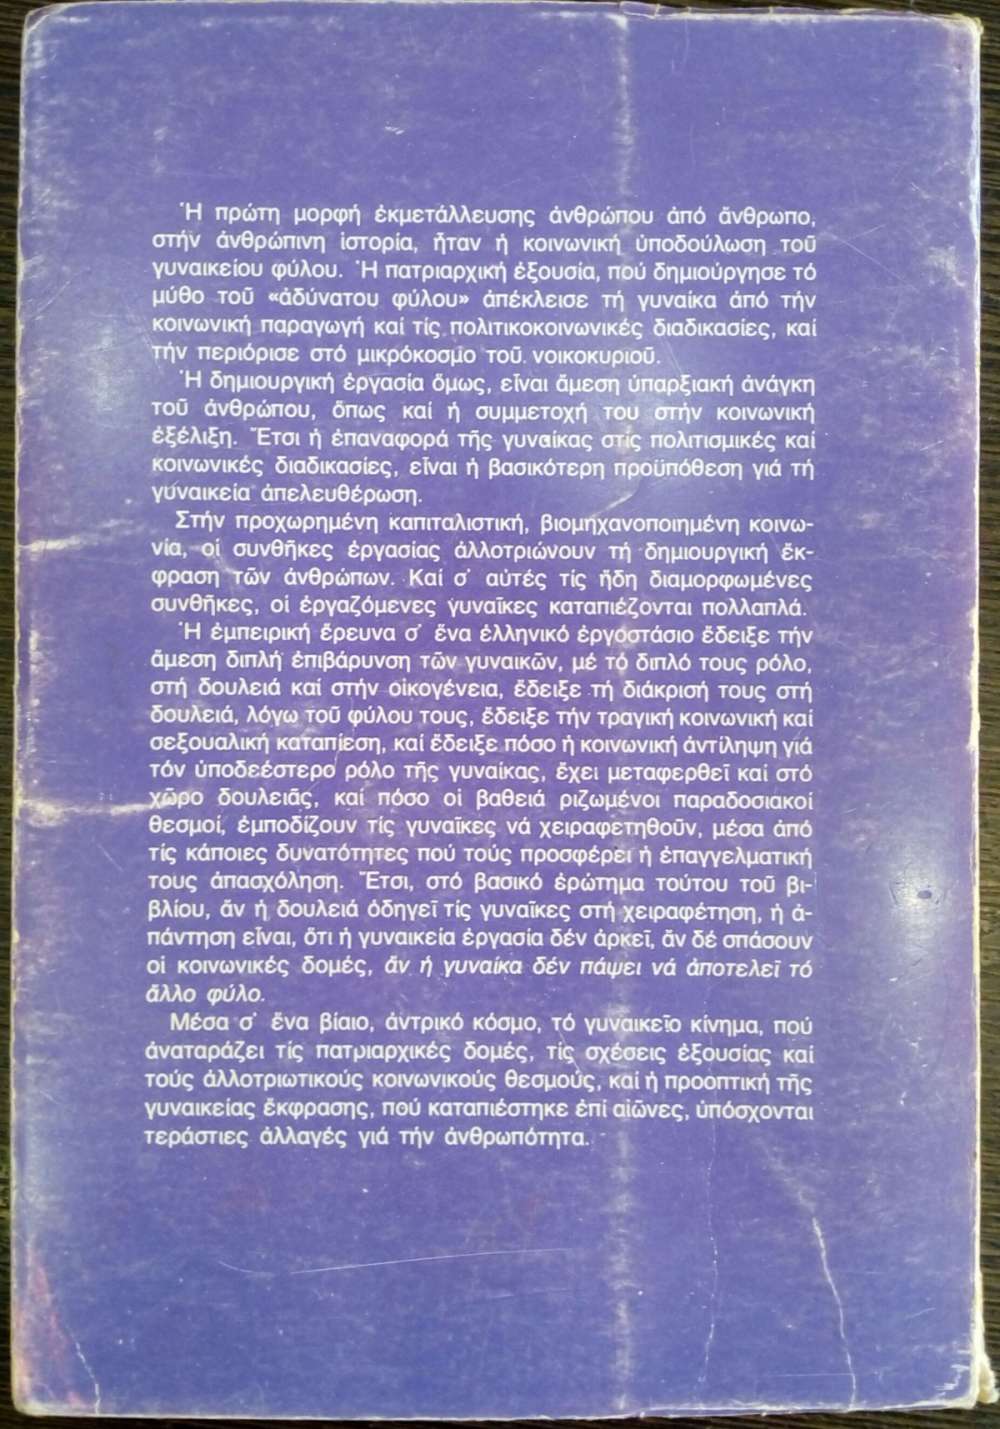 Ἡ πρώτη μορφή ἐκμετάλλευσης ἀνθρώπου ἀπό ἄνθρωπο,
στήν ἀνθρώπινη ἱστορία, ἦταν ἡ κοινωνική ὑποδούλωση τοῦ
γυναικείου φύλου. Ἡ πατριαρχική ἐξουσία, πού δημιούργησε τό
μύθο τοῦ «ἀδύνατου φύλου» ἀπέκλεισε τή γυναίκα ἀπό τήν
κοινωνική παραγωγή καί τίς πολιτικοκοινωνικές διαδικασίες, καί
τήν περιόρισε στό μικρόκοσμο τοῦ νοικοκυριοῦ.
Ἡ δημιουργική ἐργασία ὅμως, εἶναι ἄμεση ὑπαρξιακή ἀνάγκη
τοῦ ἀνθρώπου, ὅπως καί ἡ συμμετοχή του στήν κοινωνική
ἐξέλιξη. Ἔτσι ἡ ἐπαναφορά τῆς γυναίκας στίς πολιτισμικές καί
κοινωνικές διαδικασίες, εἶναι ἡ βασικότερη προϋπόθεση γιά τή
γυναικεία ἀπελευθέρωση.
Στήν προχωρημένη καπιταλιστική, βιομηχανοποιημένη κοινω-
νία, οἱ συνθῆκες ἐργασίας ἀλλοτριώνουν τή δημιουργική ἔκ-
φραση τῶν ἀνθρώπων. Καί σ' αὐτές τίς ἤδη διαμορφωμένες
συνθῆκες, οἱ ἐργαζόμενες γυναῖκες καταπιέζονται πολλαπλά.
Ἡ ἐμπειρική ἔρευνα σ' ἕνα ἑλληνικό ἐργοστάσιο ἔδειξε τήν
ἄμεση διπλή ἐπιβάρυνση τῶν γυναικῶν, μέ τό διπλό τους ρόλο,
στή δουλειά καί στήν οἰκογένεια, ἔδειξε τή διάκρισή τους στή
δουλειά, λόγω τοῦ φύλου τους, ἔδειξε τήν τραγική κοινωνική καί
σεξουαλική καταπίεση, καί ἔδειξε πόσο ἡ κοινωνική ἀντίληψη γιά
τόν ὑποδεέστερο ρόλο τῆς γυναίκας, ἔχει μεταφερθεῖ καί στό
χῶρο δουλειᾶς, καί πόσο οἱ βαθειά ριζωμένοι παραδοσιακοί
θεσμοί, ἐμποδίζουν τίς γυναῖκες νά χειραφετηθοῦν, μέσα ἀπό
τίς κάποιες δυνατότητες πού τούς προσφέρει ἡ ἐπαγγελματική
τους ἀπασχόληση. Ἔτσι, στό βασικό ἐρώτημα τούτου τοῦ βι-
βλίου, ἄν ἡ δουλειά ὁδηγεῖ τίς γυναῖκες στή χειραφέτηση, ἡ ἀ-
πάντηση εἶναι, ὅτι ἡ γυναικεία ἐργασία δέν ἀρκεῖ, ἄν δέ σπάσουν
οἱ κοινωνικές δομές, ἄν ἡ γυναίκα δέν πάψει νά ἀποτελεῖ τό
ἄλλο φύλο.
Μέσα σ' ἕνα βίαιο, ἀντρικό κόσμο, τό γυναικεῖο κίνημα, πού
ἀναταράζει τίς πατριαρχικές δομές, τίς σχέσεις ἐξουσίας καί
τούς ἀλλοτριωτικούς κοινωνικούς θεσμούς, καί ἡ προοπτική τῆς
γυναικείας ἔκφρασης, πού καταπιέστηκε ἐπί αἰῶνες, ὑπόσχονται
τεράστιες ἀλλαγές γιά τήν ἀνθρωπότητα.